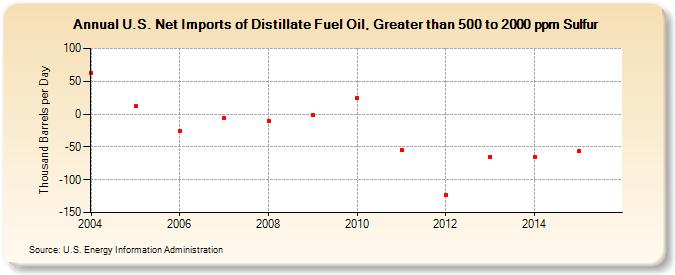 Annual U.S. Net Imports of Distillate Fuel Oil, Greater than 500 to 2000 ppm Sulfur
Thousand Barrels per Day
100
50
0
-50
-100
-150
2004 2006 2008 2010 2012 2014
Source: U.S. Energy Information Administration